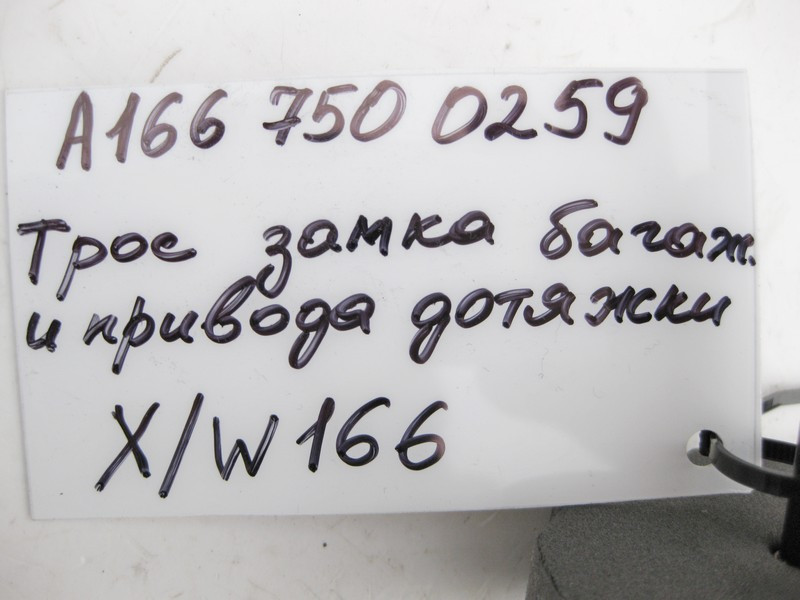 A166 750 0259
Трос замка багаж.
и привода дотяжки
X/W166